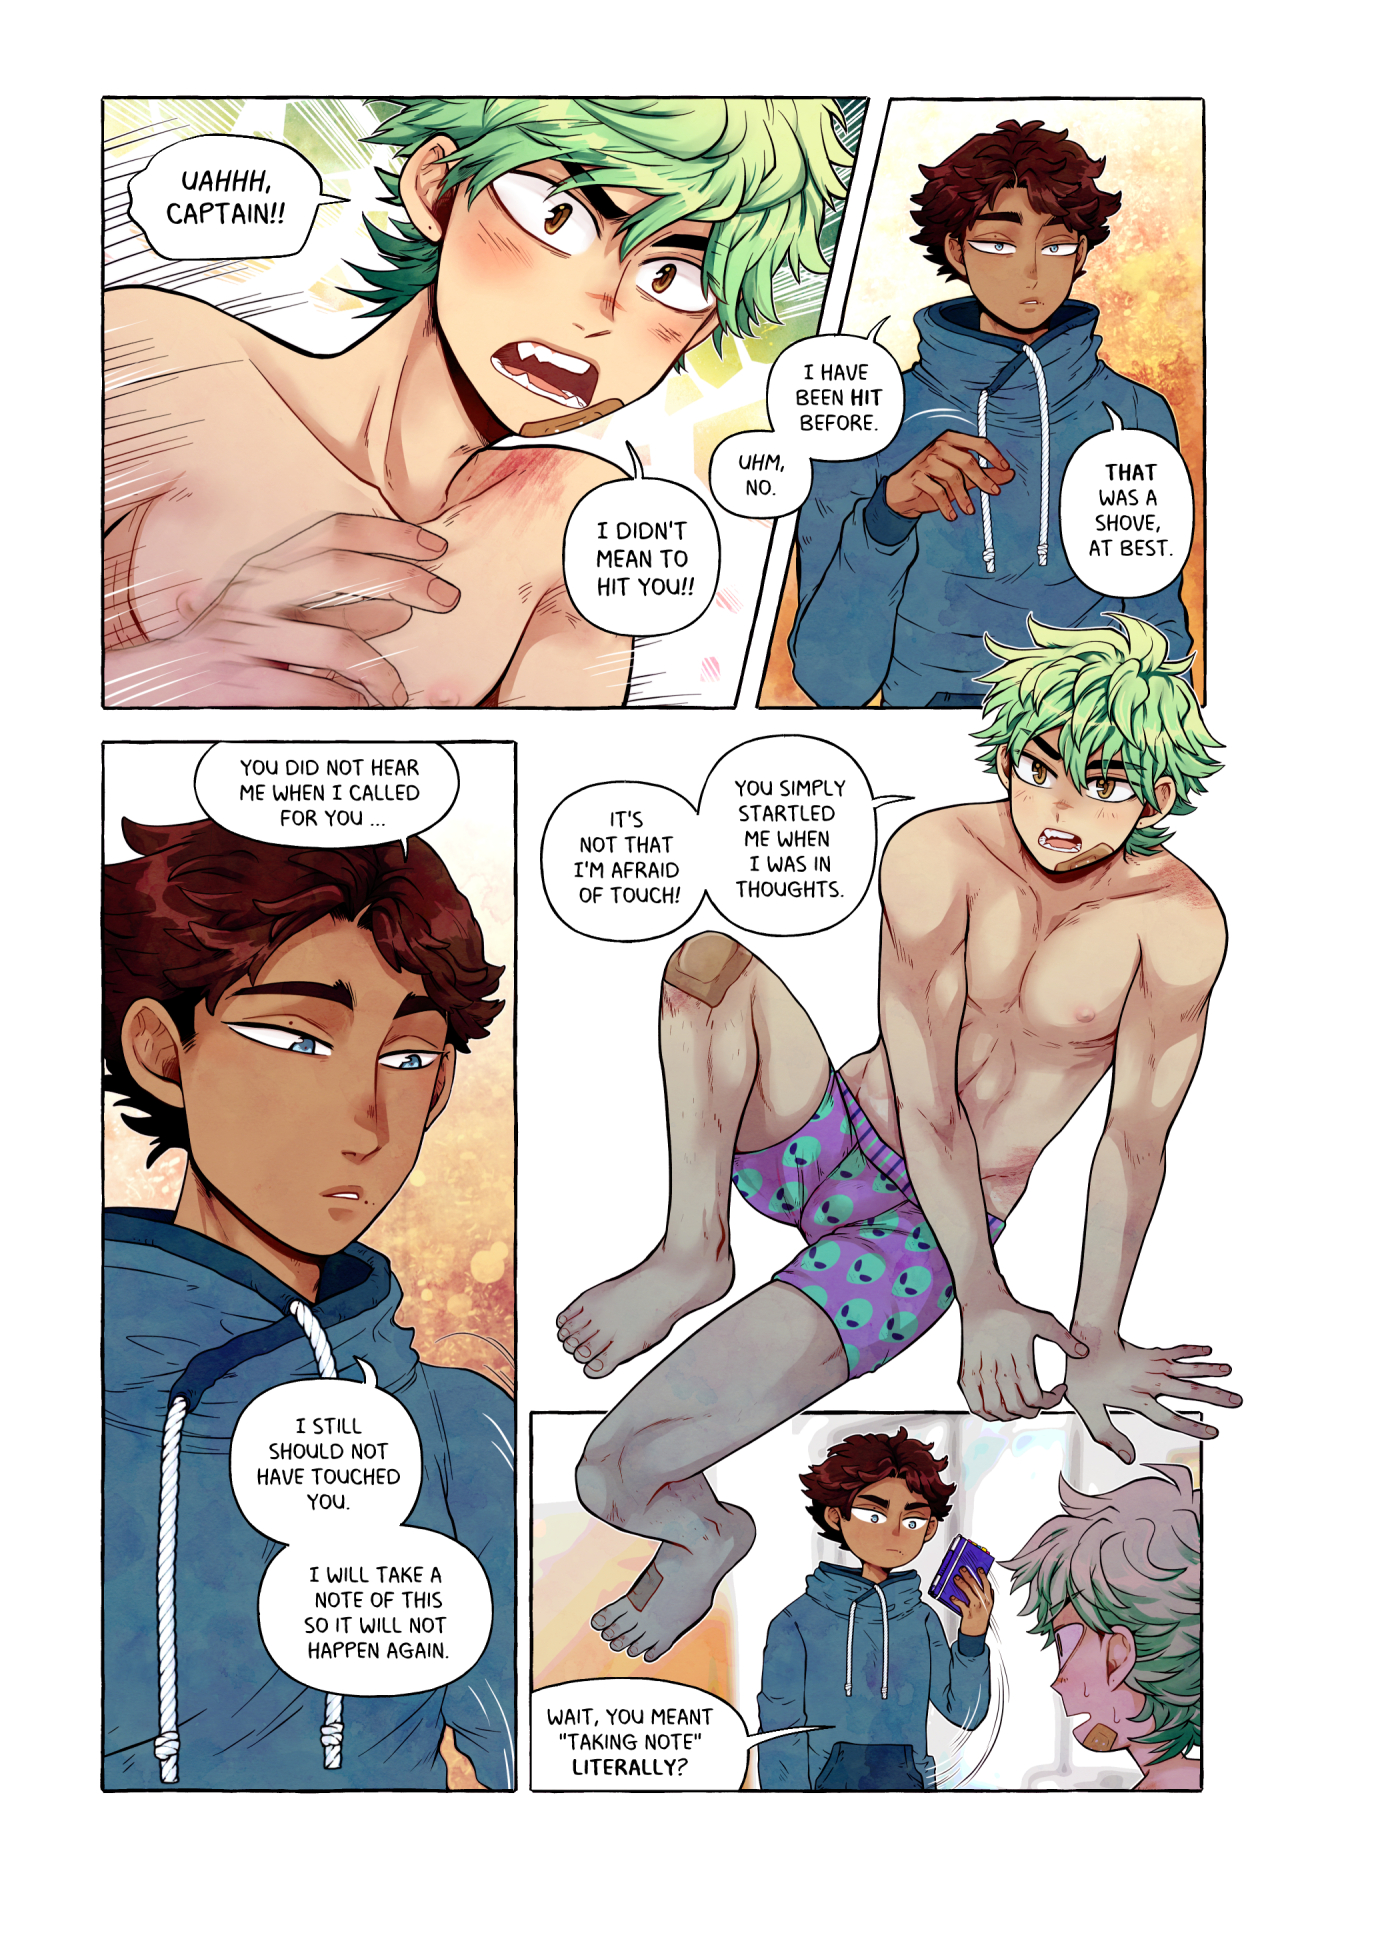 UAHHH,
CAPTAIN!!
I DIDN'T
MEAN TO
HIT YOU!!
UHM,
NO.
I HAVE
BEEN HIT
BEFORE.
THAT
WAS A
SHOVE,
AT BEST.
YOU DID NOT HEAR
ME WHEN I CALLED
FOR YOU ...
I STILL
SHOULD NOT
HAVE TOUCHED
YOU.
I WILL TAKE A
NOTE OF THIS
SO IT WILL NOT
HAPPEN AGAIN.
IT'S
NOT THAT
I'M AFRAID
OF TOUCH!
YOU SIMPLY
STARTLED
ME WHEN
I WAS IN
THOUGHTS.
WAIT, YOU MEANT
"TAKING NOTE"
LITERALLY?